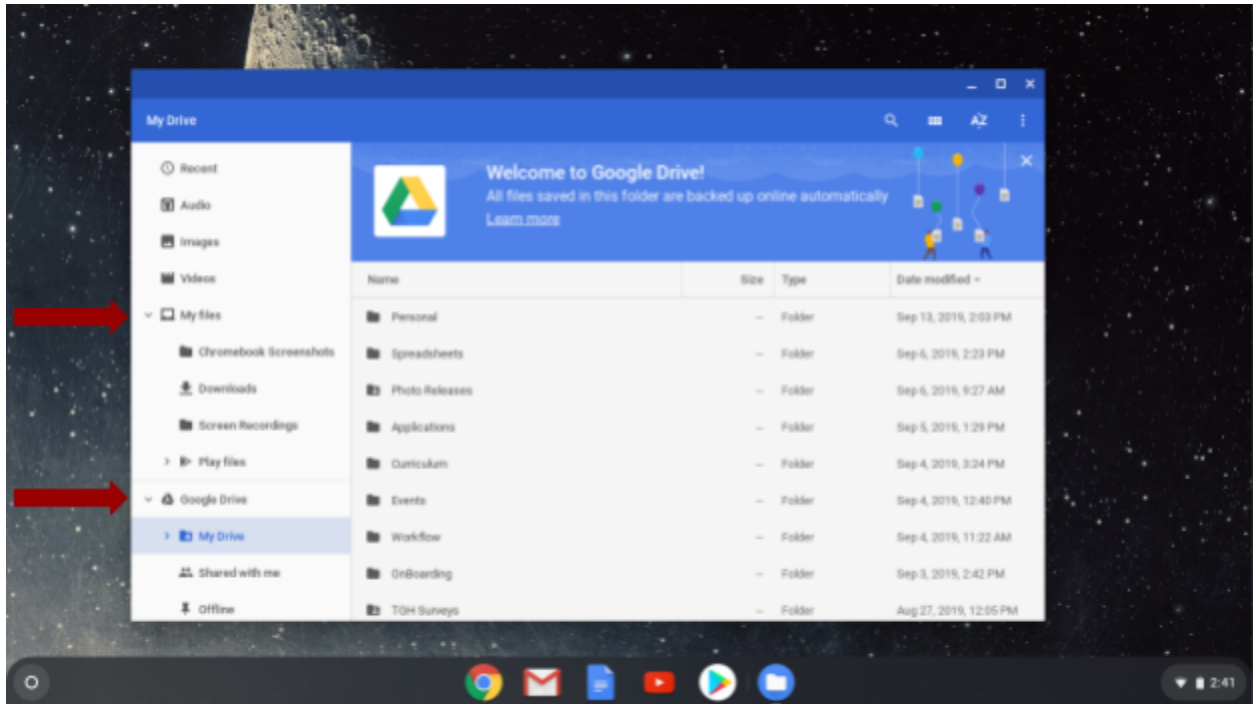 My Drive
AZ
Recent
Audio
Images
Videos
My files
Chromebook Screenshots
Downloads
Screen Recordings
Play files
Google Drive
My Drive
Shared with me
Offline
Welcome to Google Drive!
All files saved in this folder are backed up online automatically
Learn more
Name Size Type Date modified
Personal -- Folder Sep 13, 2019, 2:03 PM
Spreadsheets -- Folder Sep 6, 2019, 2:23 PM
Photo Releases -- Folder Sep 6, 2019, 9:27 AM
Applications -- Folder Sep 5, 2019, 1:29 PM
Curriculum -- Folder Sep 4, 2019, 3:24 PM
Events -- Folder Sep 4, 2019, 12:40 PM
Workflow -- Folder Sep 4, 2019, 11:22 AM
OnBoarding -- Folder Sep 3, 2019, 2:42 PM
TGH Surveys -- Folder Aug 27, 2019, 12:05 PM
2:41